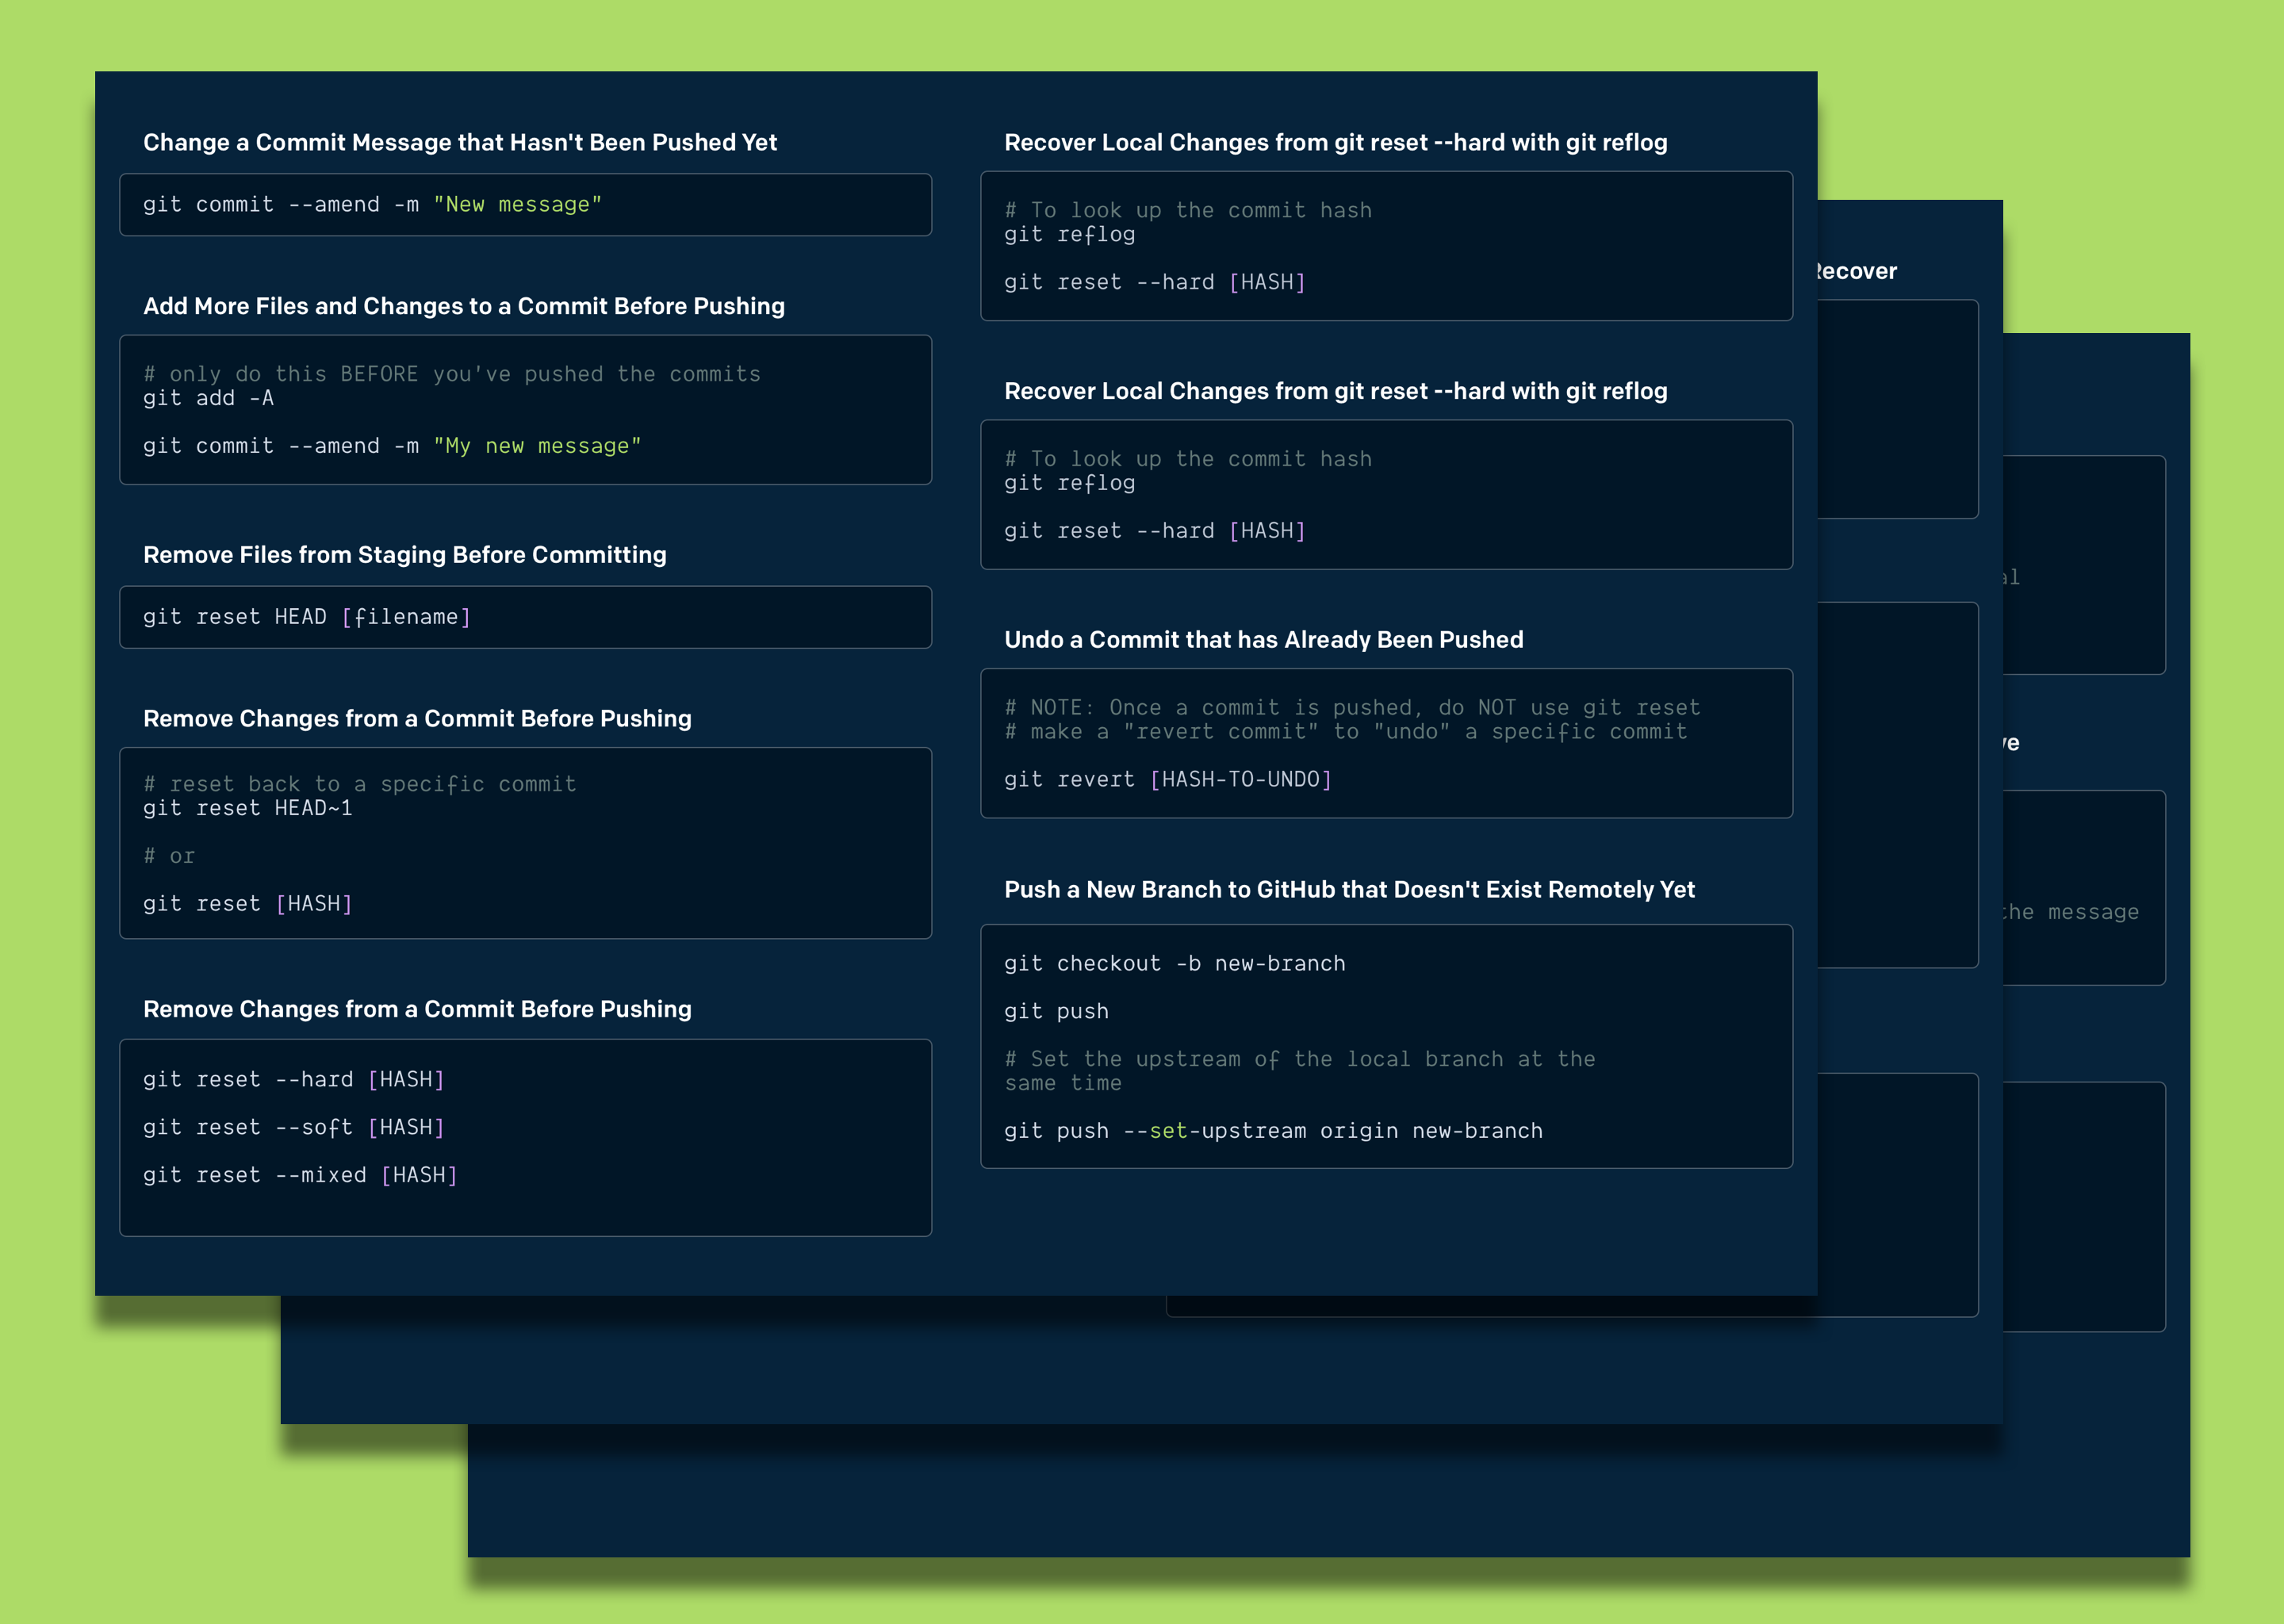 Change a Commit Message that Hasn't Been Pushed Yet
git commit --amend -m "New message"
Add More Files and Changes to a Commit Before Pushing
# only do this BEFORE you've pushed the commits
git add -A
git commit --amend -m "My new message"
Remove Files from Staging Before Committing
git reset HEAD [filename]
Remove Changes from a Commit Before Pushing
# reset back to a specific commit
git reset HEAD~1
# or
git reset [HASH]
Remove Changes from a Commit Before Pushing
git reset --hard [HASH]
git reset --soft [HASH]
git reset --mixed [HASH]
Recover Local Changes from git reset --hard with git reflog
# To look up the commit hash
git reflog
git reset --hard [HASH]
Recover Local Changes from git reset --hard with git reflog
# To look up the commit hash
git reflog
git reset --hard [HASH]
Undo a Commit that has Already Been Pushed
# NOTE: Once a commit is pushed, do NOT use git reset
# make a "revert commit" to "undo" a specific commit
git revert [HASH-TO-UNDO]
Push a New Branch to GitHub that Doesn't Exist Remotely Yet
git checkout -b new-branch
git push
# Set the upstream of the local branch at the
same time
git push --set-upstream origin new-branch
Recover
the message